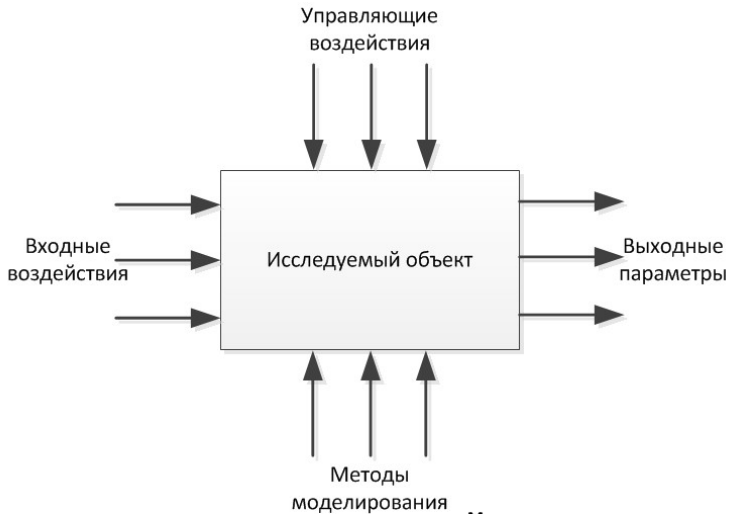 Управляющие
воздействия
Входные
воздействия
Исследуемый объект
Выходные
параметры
Методы
моделирования